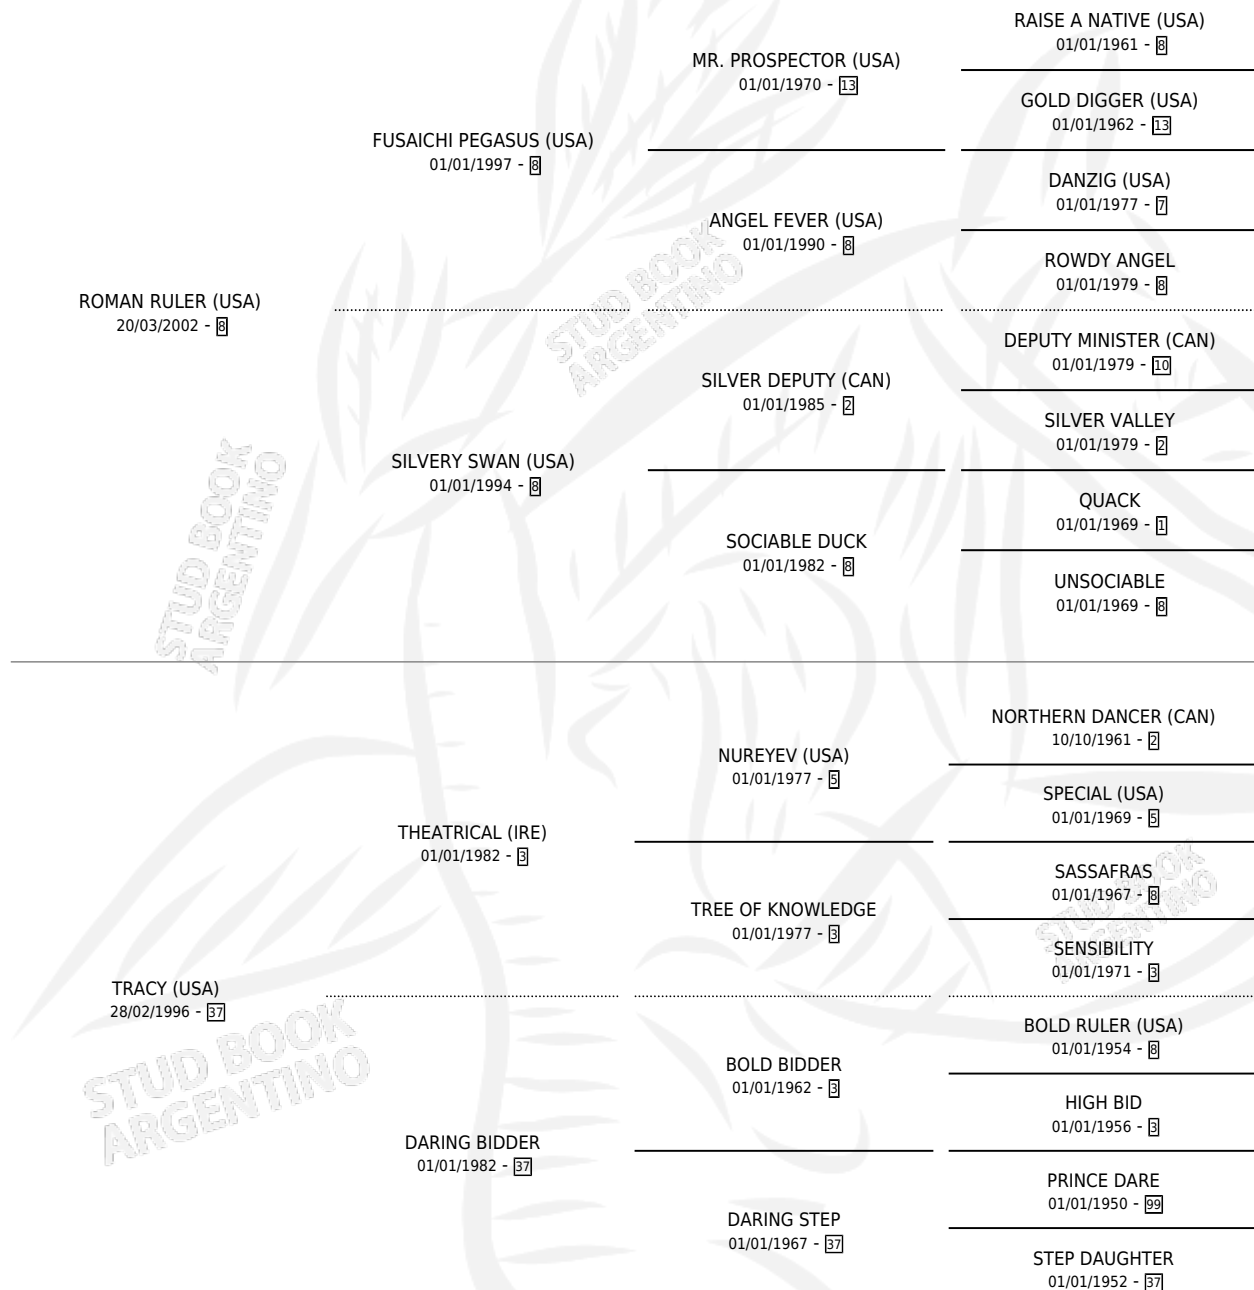 RAISE A NATIVE (USA)
01/01/1961 - 8
MR. PROSPECTOR (USA)
01/01/1970 - 13
GOLD DIGGER (USA)
01/01/1962 - 13
FUSAICHI PEGASUS (USA)
01/01/1997 - 8
DANZIG (USA)
01/01/1977 - 7
ANGEL FEVER (USA)
01/01/1990 - 8
ROWDY ANGEL
01/01/1979 - 8
ROMAN RULER (USA)
20/03/2002 - 8
DEPUTY MINISTER (CAN)
01/01/1979 - 10
SILVER DEPUTY (CAN)
01/01/1985 - 2
SILVER VALLEY
01/01/1979 - 2
SILVERY SWAN (USA)
01/01/1994 - 8
QUACK
01/01/1969 - 1
SOCIABLE DUCK
01/01/1982 - 8
UNSOCIABLE
01/01/1969 - 8
NORTHERN DANCER (CAN)
10/10/1961 - 2
NUREYEV (USA)
01/01/1977 - 5
SPECIAL (USA)
01/01/1969 - 5
THEATRICAL (IRE)
01/01/1982 - 3
SASSAFRAS
01/01/1967 - 8
TREE OF KNOWLEDGE
01/01/1977 - 3
SENSIBILITY
01/01/1971 - 3
TRACY (USA)
28/02/1996 - 37
BOLD RULER (USA)
01/01/1954 - 8
BOLD BIDDER
01/01/1962 - 3
HIGH BID
01/01/1956 - 3
DARING BIDDER
01/01/1982 - 37
PRINCE DARE
01/01/1950 - 99
DARING STEP
01/01/1967 - 37
STEP DAUGHTER
01/01/1952 - 37
STUD BOOK
ARGENTINO
STUD BOOK
ARGENTINO
STUD BOOK
ARGENTINO
STUD BOOK
ARGENTINO